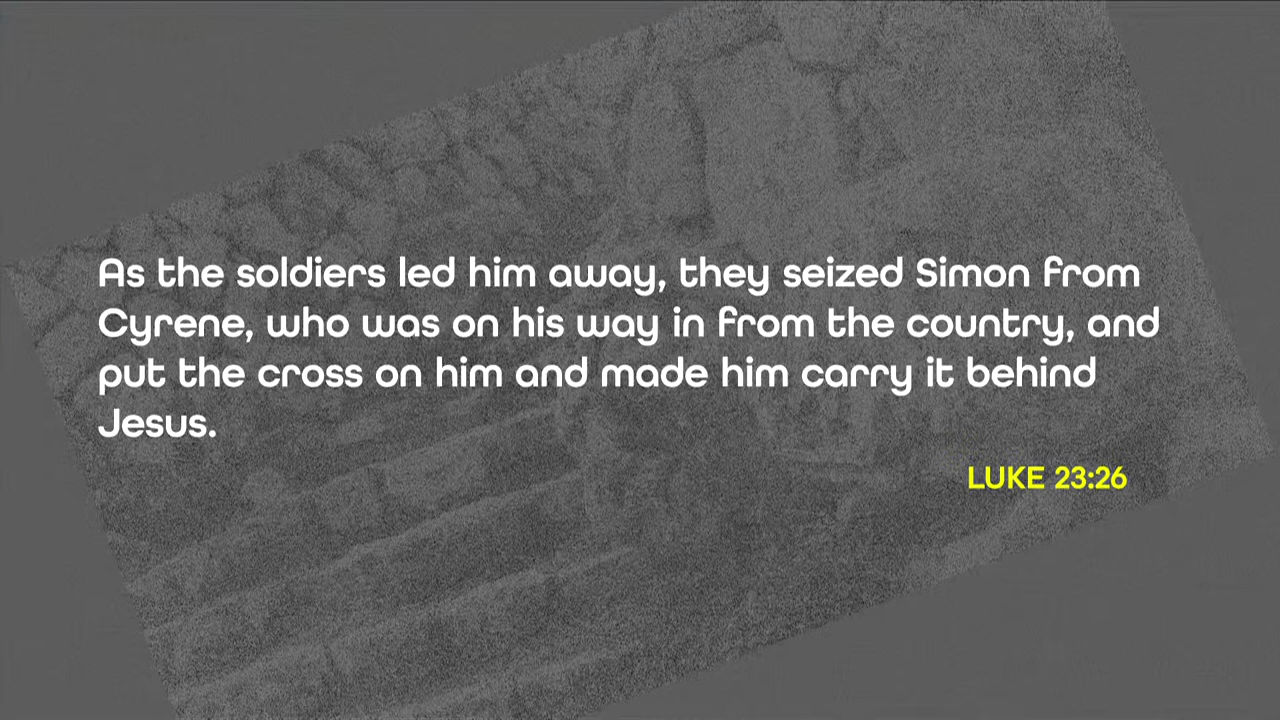 As the soldiers led him away, they seized Simon from
Cyrene, who was on his way in from the country, and
put the cross on him and made him carry it behind
Jesus.
LUKE 23:26